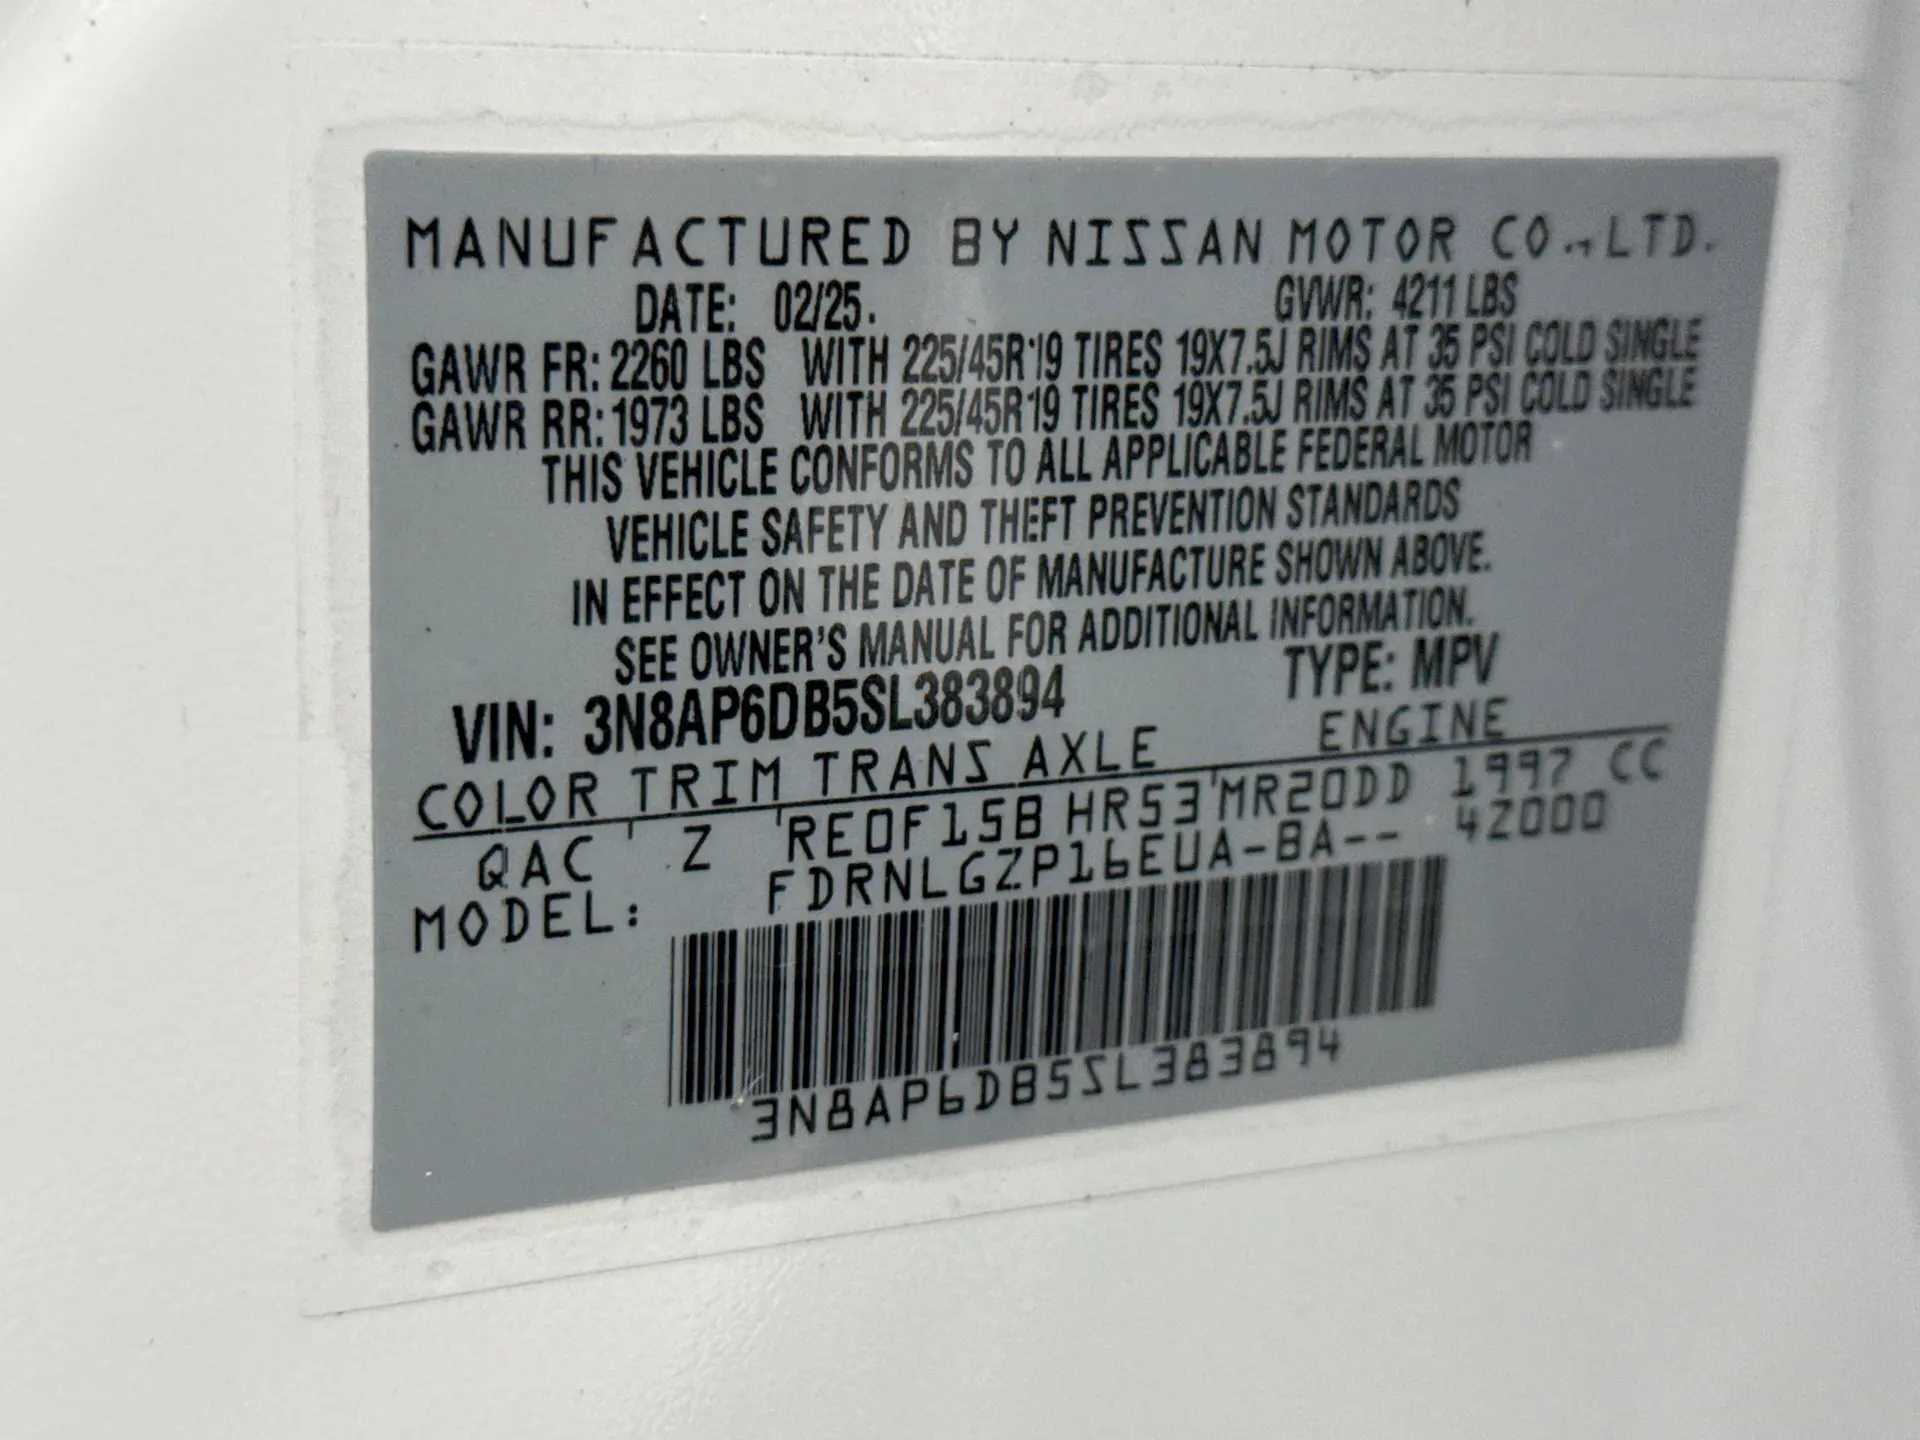 MANUFACTURED BY NISSAN MOTOR CO.,LTD.
DATE: 02/25. GVWR: 4211 LBS
GAWR FR: 2260 LBS WITH 225/45R19 TIRES 19X7.5J RIMS AT 35 PSI COLD SINGLE
GAWR RR: 1973 LBS WITH 225/45R19 TIRES 19X7.5J RIMS AT 35 PSI COLD SINGLE
THIS VEHICLE CONFORMS TO ALL APPLICABLE FEDERAL MOTOR
VEHICLE SAFETY AND THEFT PREVENTION STANDARDS
IN EFFECT ON THE DATE OF MANUFACTURE SHOWN ABOVE.
SEE OWNER'S MANUAL FOR ADDITIONAL INFORMATION.
VIN: 3N8AP6DB5SL383894 TYPE: MPV
COLOR TRIM TRANS AXLE ENGINE
QAC Z RE0F15B HR53 MR20DD 1997 CC
MODEL: FDRNLGZP16EUA-BA-- 4Z000
3N8AP6DB5SL383894